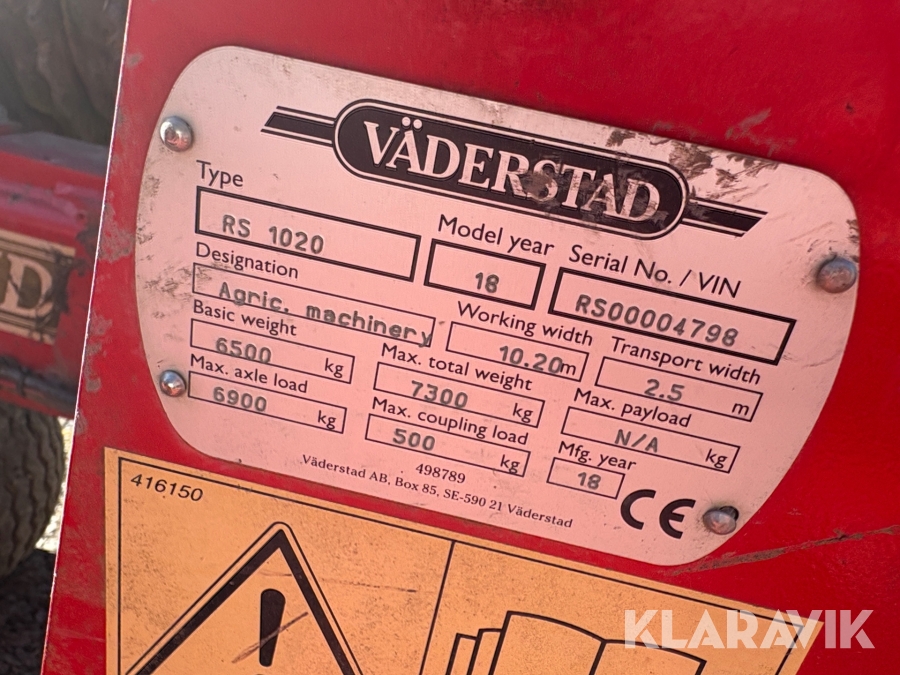 VÄDERSTAD
Type
RS 1020
Model year
18
Serial No. / VIN
RS00004798
Designation
Agric. machinery
Working width
10.20m
Transport width
2.5 m
Basic weight
6500 kg
Max. total weight
7300 kg
Max. payload
N/A kg
Max. axle load
6900 kg
Max. coupling load
500 kg
Mfg. year
18
CE
498789
Väderstad AB, Box 85, SE-590 21 Väderstad
416150
KLARAVIK